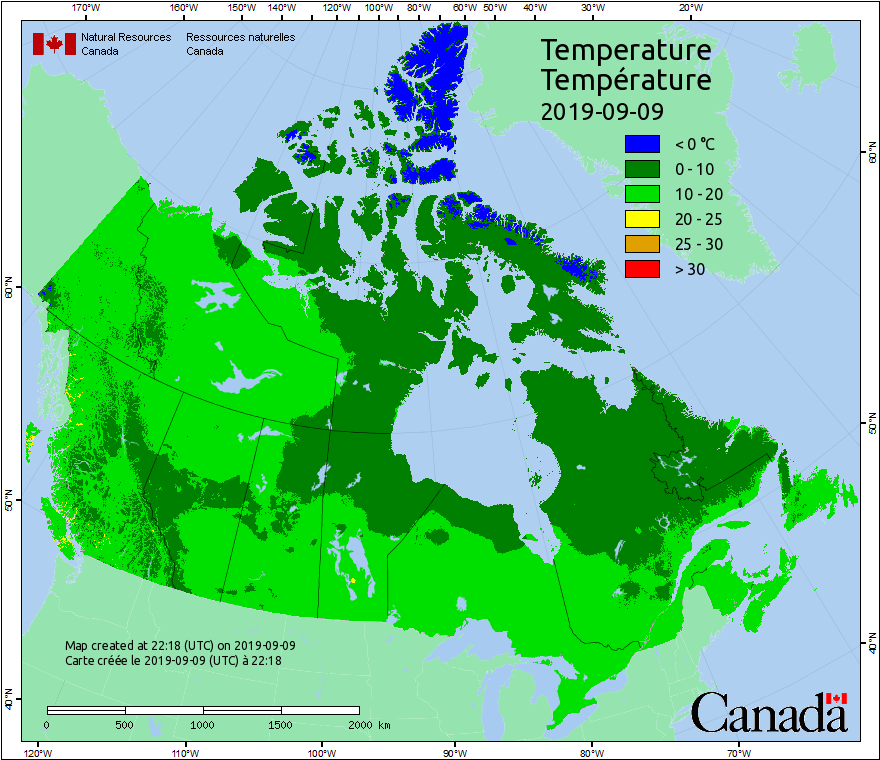 170°W 160°W 150°W 140°W 120°W 100°W 80°W 60°W 50°W 40°W 30°W 20°W
Natural Resources Ressources naturelles
Canada Canada
Temperature
Température
2019-09-09
< 0 °C
0 - 10
10 - 20
20 - 25
25 - 30
> 30
60°N
60°N
50°N
50°N
40°N
40°N
Map created at 22:18 (UTC) on 2019-09-09
Carte créée le 2019-09-09 (UTC) à 22:18
0 500 1000 1500 2000 km
Canada
120°W 110°W 100°W 90°W 80°W 70°W